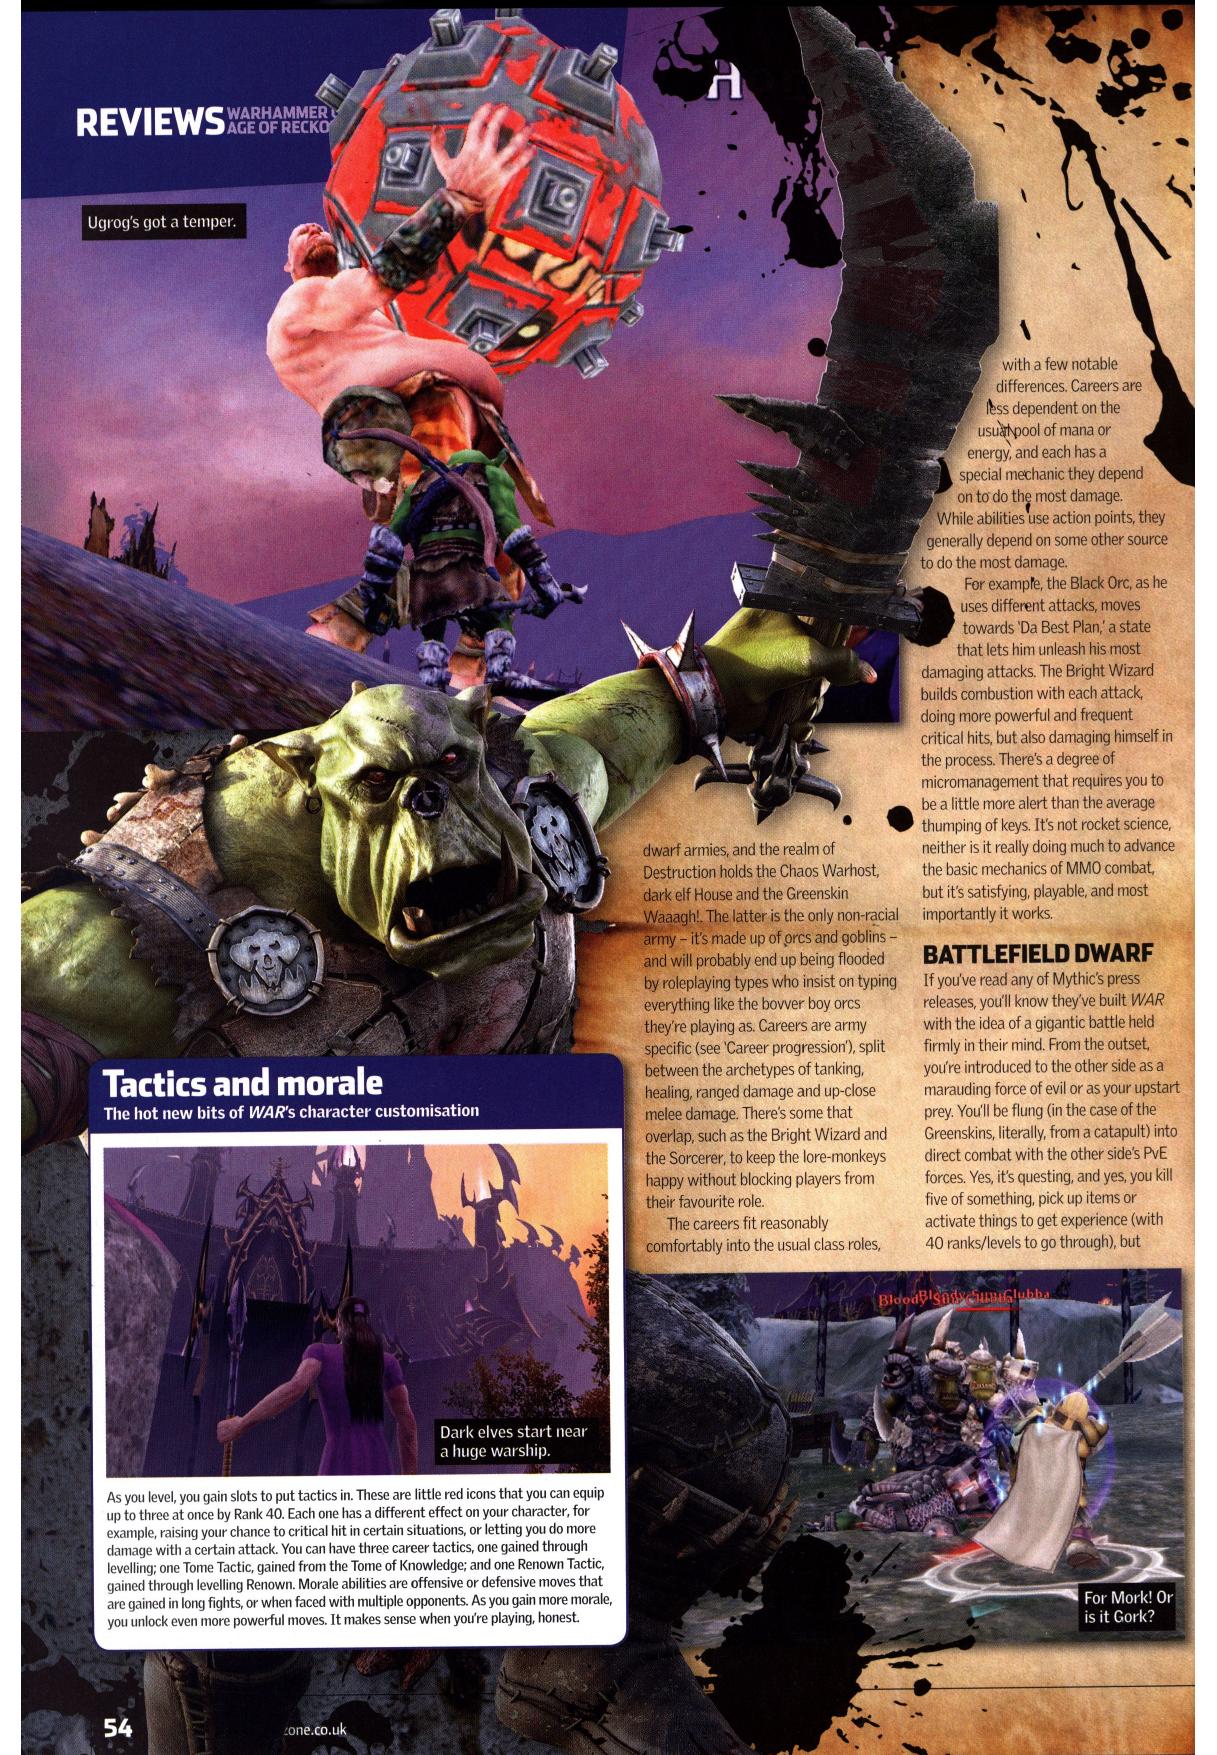 REVIEWS WARHAMMER
AGE OF RECKO
Ugrog's got a temper.
dwarf armies, and the realm of
Destruction holds the Chaos Warhost,
dark elf House and the Greenskin
Waaagh!. The latter is the only non-racial
army – it's made up of orcs and goblins –
and will probably end up being flooded
by roleplaying types who insist on typing
everything like the bovver boy orcs
they're playing as. Careers are army
specific (see 'Career progression'), split
between the archetypes of tanking,
healing, ranged damage and up-close
melee damage. There's some that
overlap, such as the Bright Wizard and
the Sorcerer, to keep the lore-monkeys
happy without blocking players from
their favourite role.
The careers fit reasonably
comfortably into the usual class roles,
with a few notable
differences. Careers are
less dependent on the
usual pool of mana or
energy, and each has a
special mechanic they depend
on to do the most damage.
While abilities use action points, they
generally depend on some other source
to do the most damage.
For example, the Black Orc, as he
uses different attacks, moves
towards 'Da Best Plan,' a state
that lets him unleash his most
damaging attacks. The Bright Wizard
builds combustion with each attack,
doing more powerful and frequent
critical hits, but also damaging himself in
the process. There's a degree of
micromanagement that requires you to
be a little more alert than the average
thumping of keys. It's not rocket science,
neither is it really doing much to advance
the basic mechanics of MMO combat,
but it's satisfying, playable, and most
importantly it works.
BATTLEFIELD DWARF
If you've read any of Mythic's press
releases, you'll know they've built WAR
with the idea of a gigantic battle held
firmly in their mind. From the outset,
you're introduced to the other side as a
marauding force of evil or as your upstart
prey. You'll be flung (in the case of the
Greenskins, literally, from a catapult) into
direct combat with the other side's PvE
forces. Yes, it's questing, and yes, you kill
five of something, pick up items or
activate things to get experience (with
40 ranks/levels to go through), but
Tactics and morale
The hot new bits of WAR's character customisation
Dark elves start near
a huge warship.
As you level, you gain slots to put tactics in. These are little red icons that you can equip
up to three at once by Rank 40. Each one has a different effect on your character, for
example, raising your chance to critical hit in certain situations, or letting you do more
damage with a certain attack. You can have three career tactics, one gained through
levelling; one Tome Tactic, gained from the Tome of Knowledge; and one Renown Tactic,
gained through levelling Renown. Morale abilities are offensive or defensive moves that
are gained in long fights, or when faced with multiple opponents. As you gain more morale,
you unlock even more powerful moves. It makes sense when you're playing, honest.
Bloody Sun Clubba
For Mork! Or
is it Gork?
54
zone.co.uk